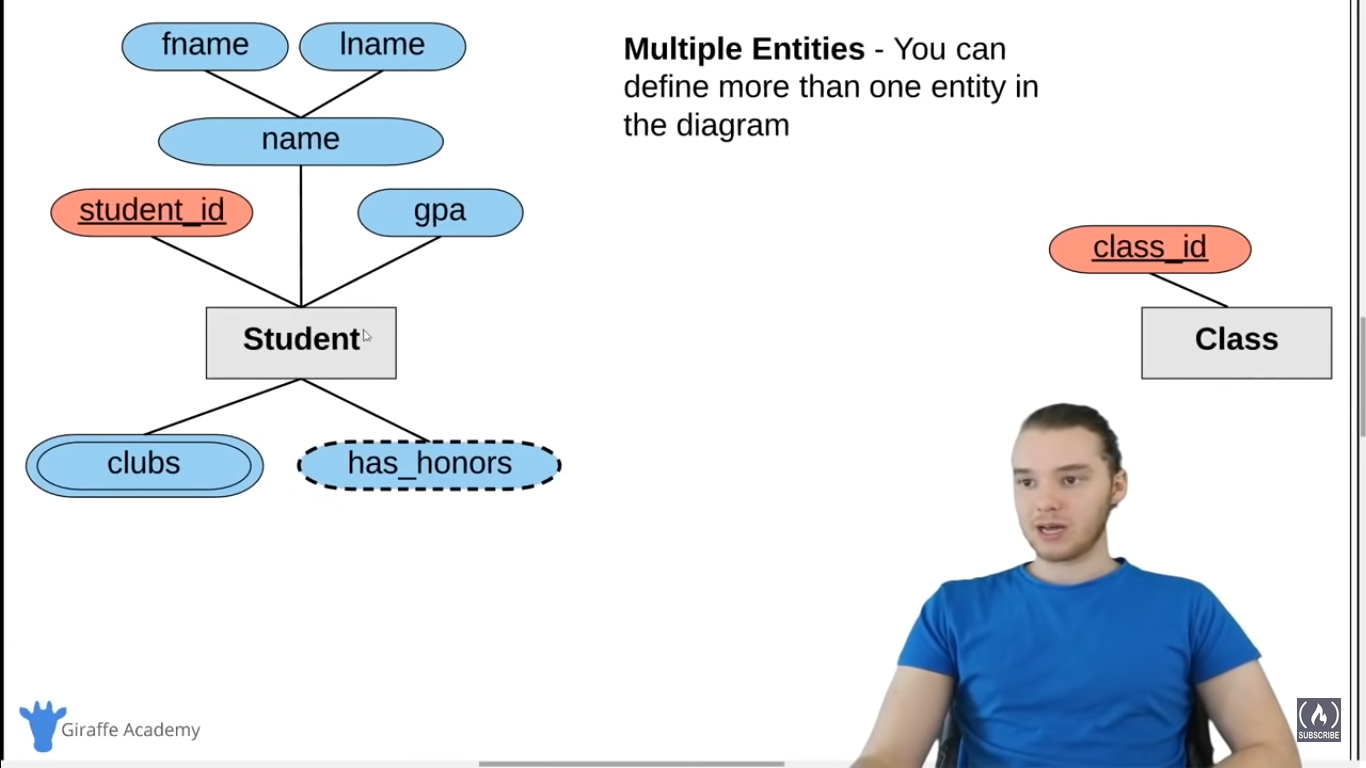 fname
lname
name
student_id
gpa
Student
clubs
has_honors
Multiple Entities - You can
define more than one entity in
the diagram
class_id
Class
Giraffe Academy
SUBSCRIBE